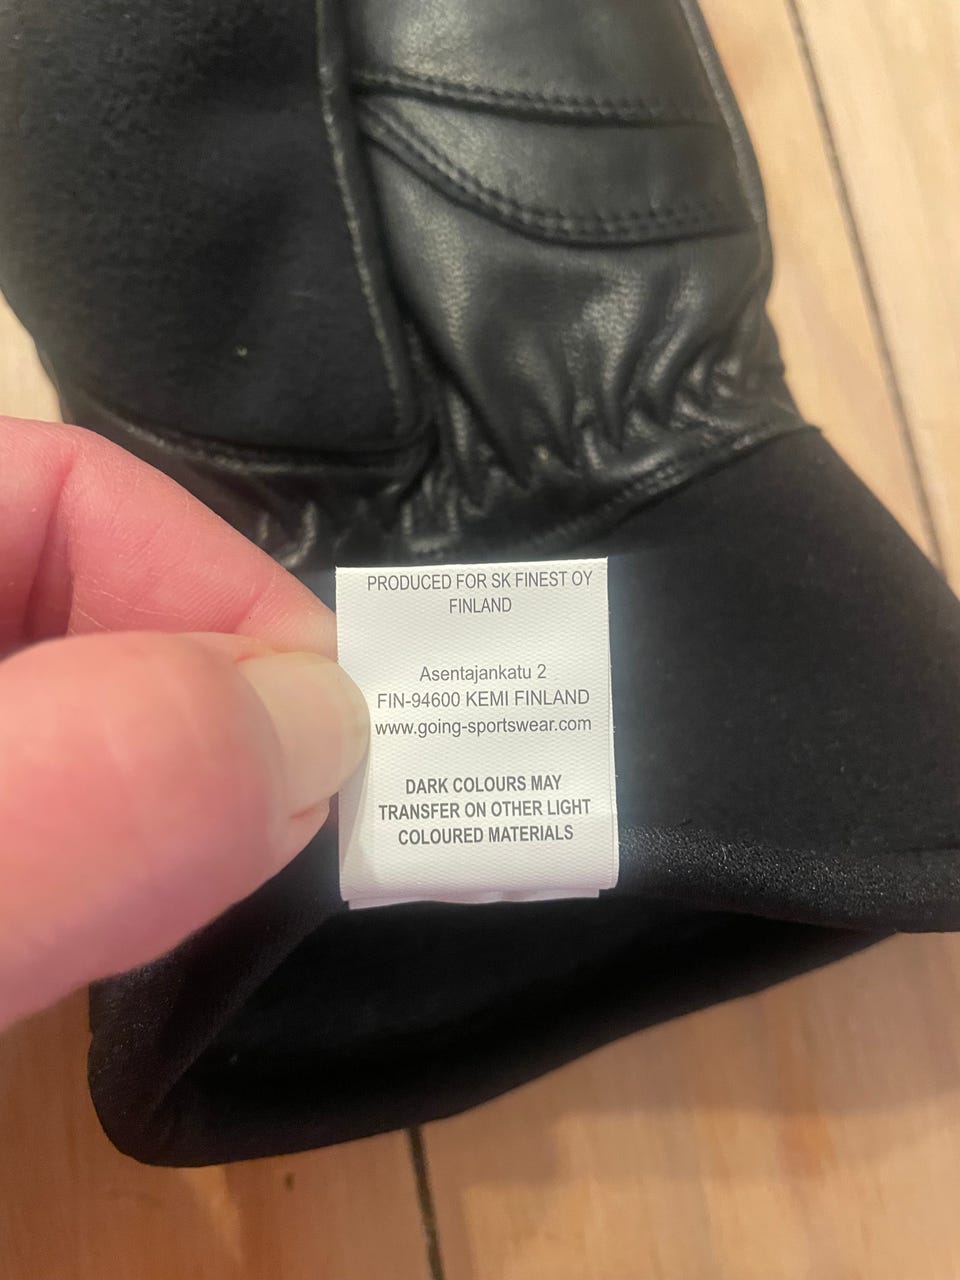 PRODUCED FOR SK FINEST OY
FINLAND
Asentajankatu 2
FIN-94600 KEMI FINLAND
www.going-sportswear.com
DARK COLOURS MAY
TRANSFER ON OTHER LIGHT
COLOURED MATERIALS